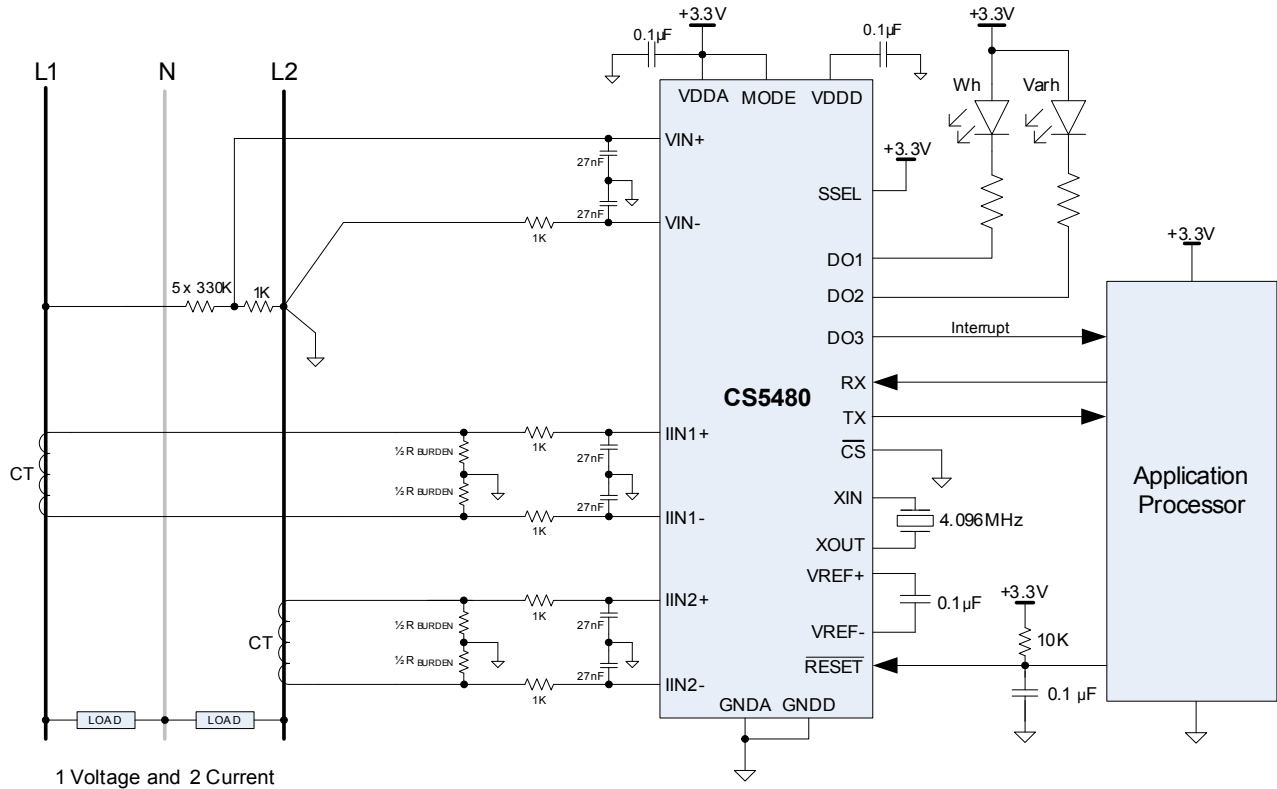 +3.3V
+3.3V
0.1µF
0.1µF
L1
N
L2
VDDA
MODE
VDDD
Wh
Varh
VIN+
27nF
+3.3V
SSEL
27nF
VIN-
1K
+3.3V
DO1
5 x 330K
1K
DO2
DO3
Interrupt
RX
CS5480
TX
IIN1+
1K
½ R BURDEN
27nF
CS
CT
½ R BURDEN
27nF
IIN1-
1K
XIN
4.096MHz
XOUT
Application
Processor
VREF+
IIN2+
1K
½ R BURDEN
27nF
0.1µF
+3.3V
VREF-
10K
CT
½ R BURDEN
27nF
IIN2-
1K
RESET
0.1 µF
GNDA
GNDD
LOAD
LOAD
1 Voltage and 2 Current